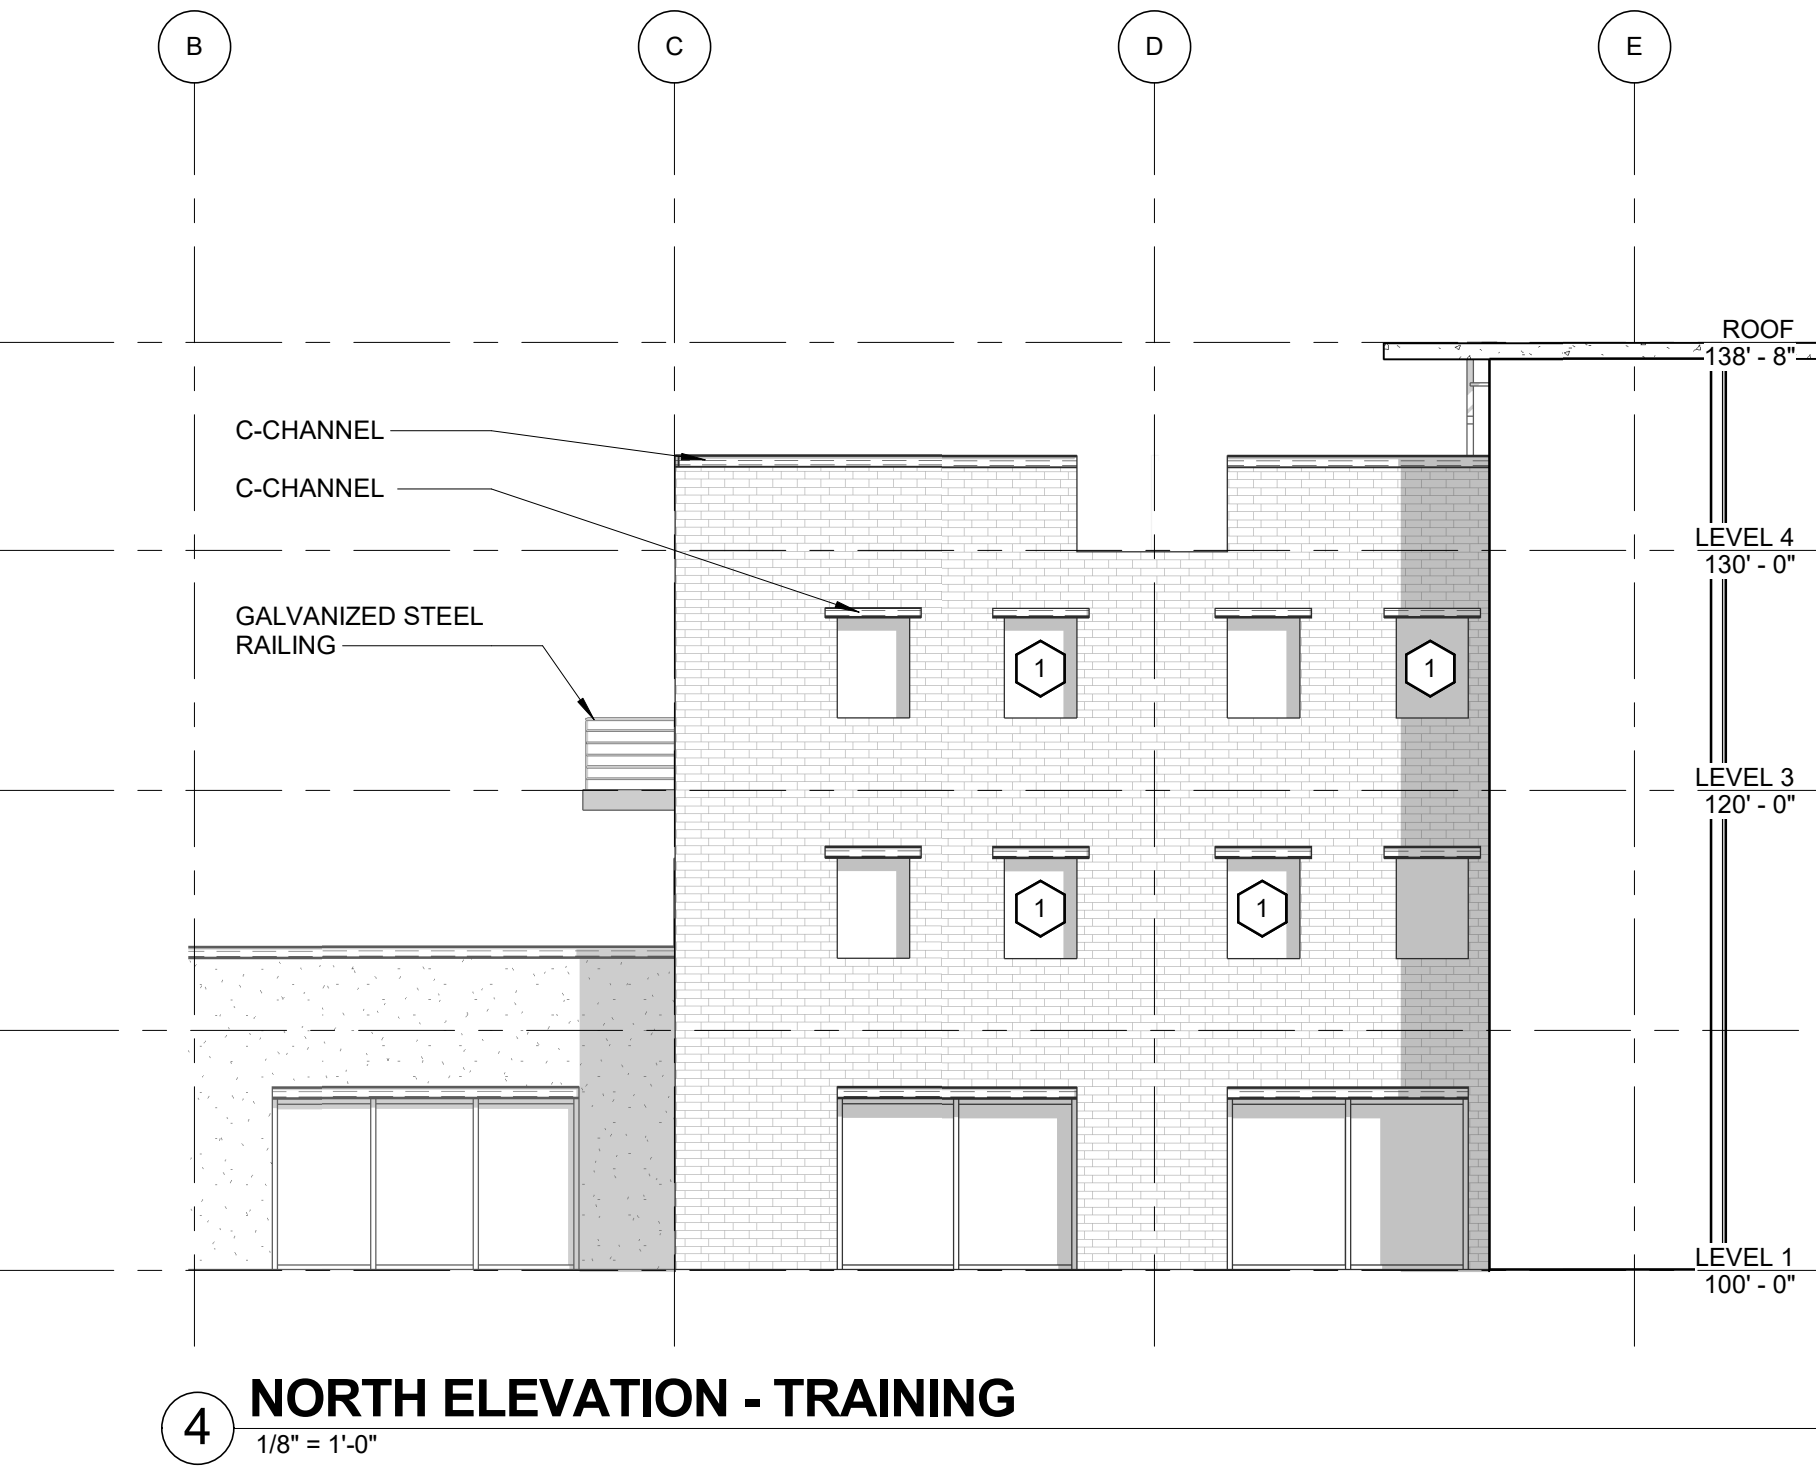 B
C
D
E
ROOF
138' - 8"
C-CHANNEL
C-CHANNEL
LEVEL 4
130' - 0"
GALVANIZED STEEL
RAILING
1
1
LEVEL 3
120' - 0"
1
1
LEVEL 1
100' - 0"
4
NORTH ELEVATION - TRAINING
1/8" = 1'-0"